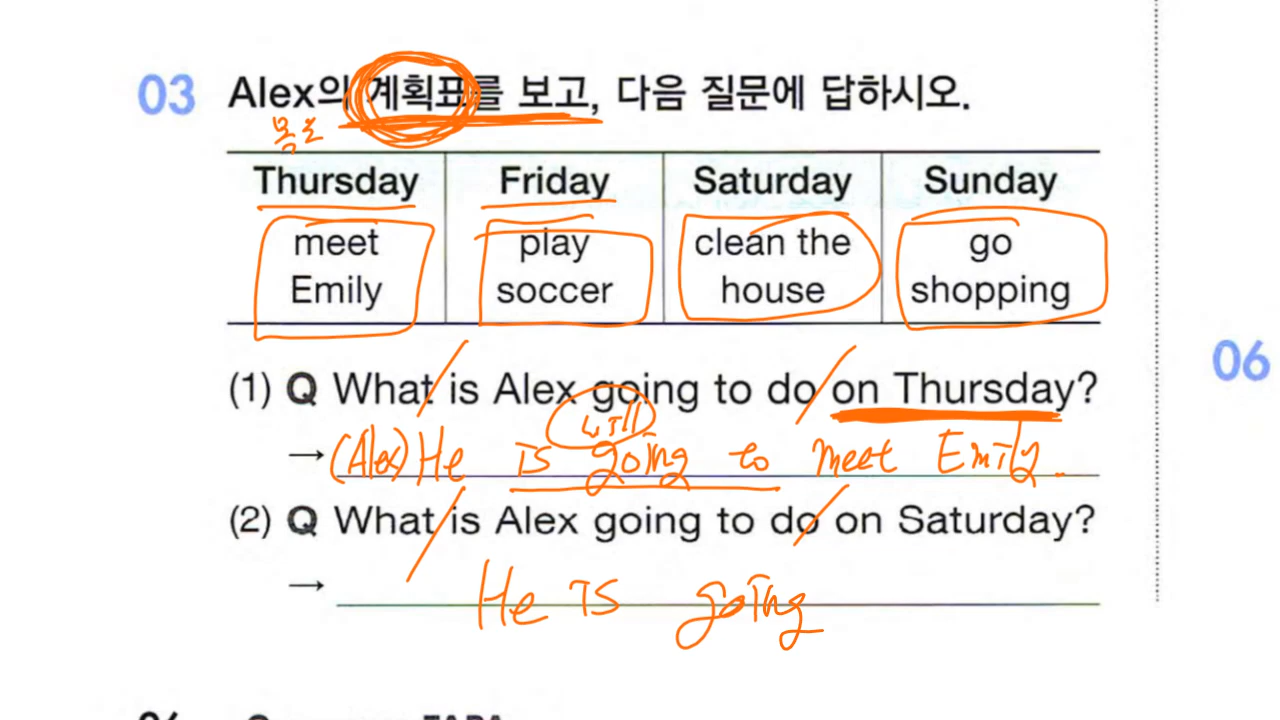 03 Alex의 계획표를 보고, 다음 질문에 답하시오.
목요
Thursday Friday Saturday Sunday
meet play clean the go
Emily soccer house shopping
(1) Q What is Alex going to do on Thursday?
will
→ (Alex) He is going to meet Emily.
(2) Q What is Alex going to do on Saturday?
→ He is going
06